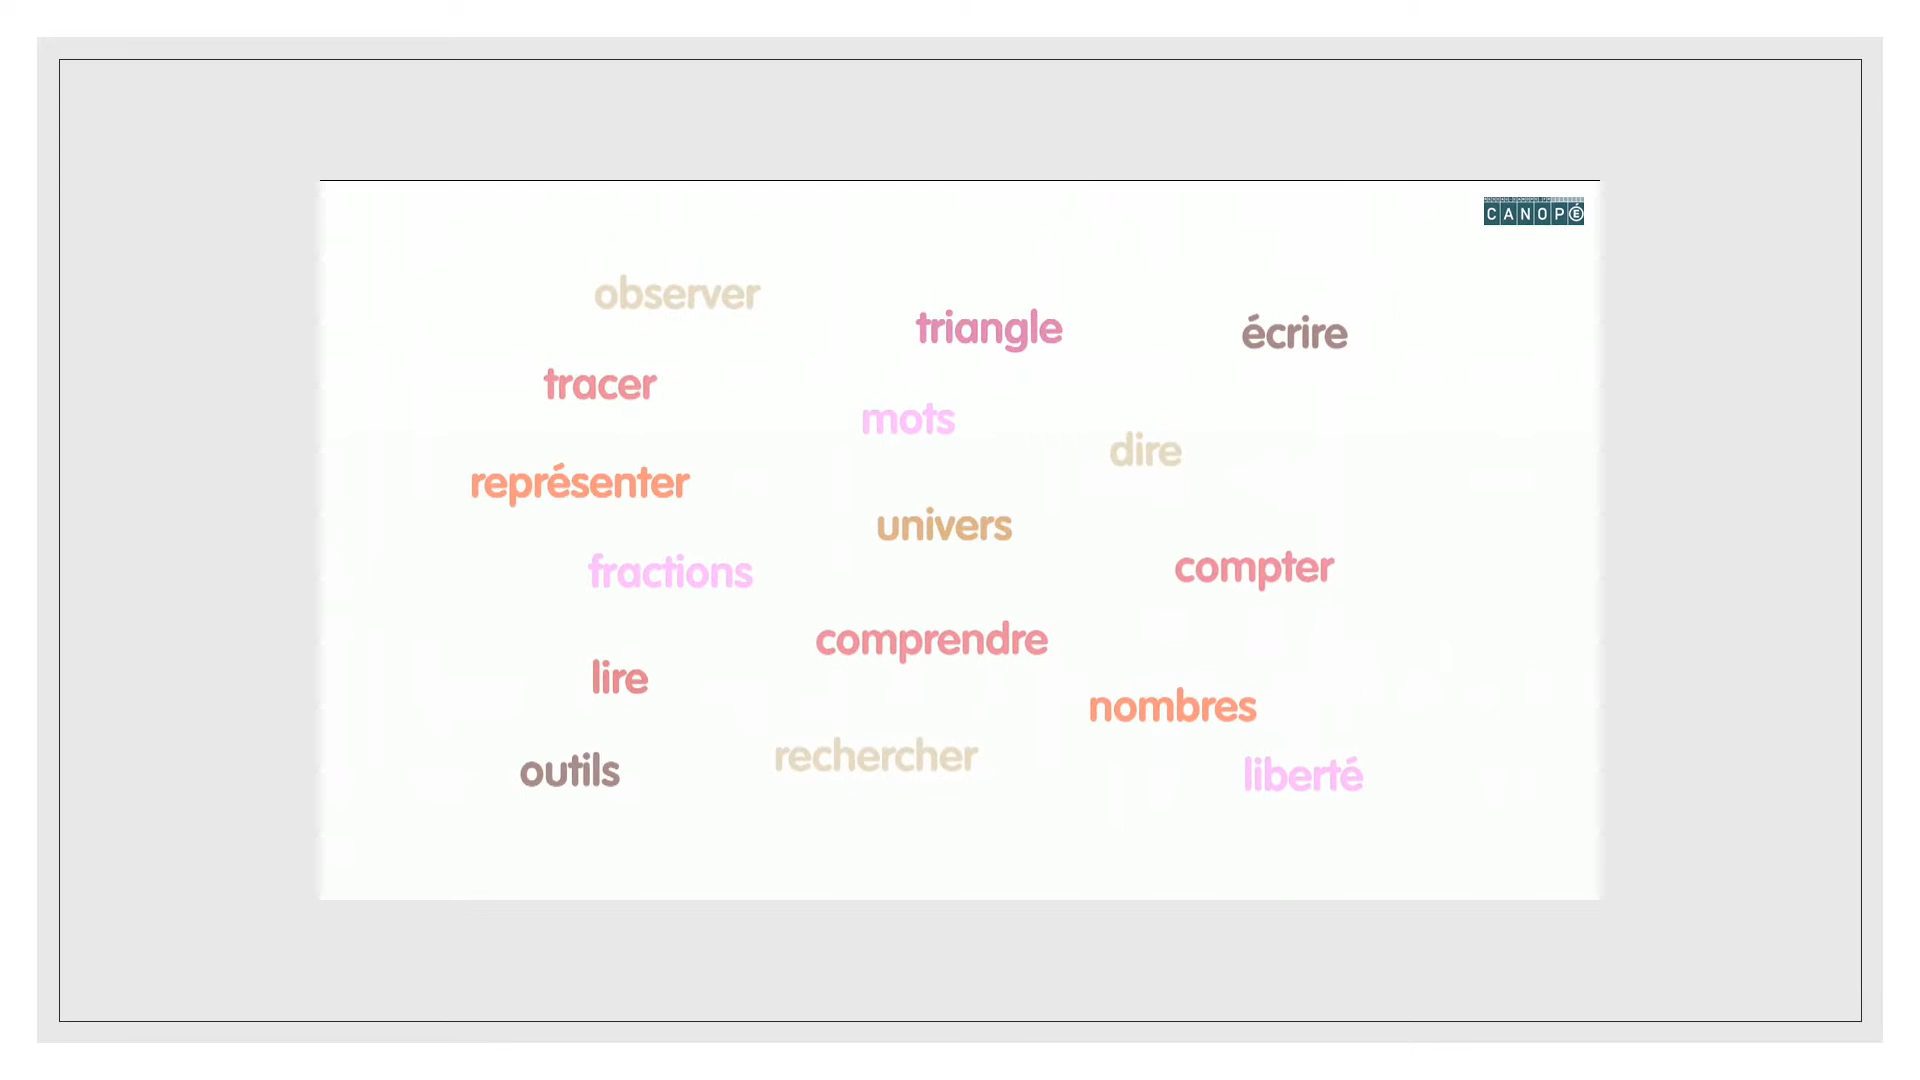 CANOPÉ
observer
triangle
écrire
tracer
mots
dire
représenter
univers
fractions
compter
comprendre
lire
nombres
rechercher
outils
liberté